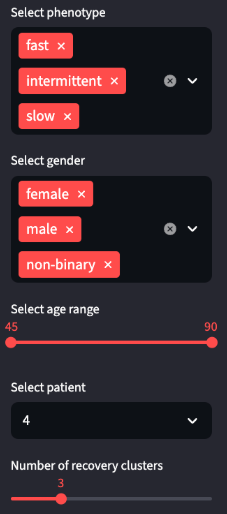 Select phenotype
fast ×
intermittent ×
slow ×
Select gender
female ×
male ×
non-binary ×
Select age range
45 90
Select patient
4
Number of recovery clusters
3